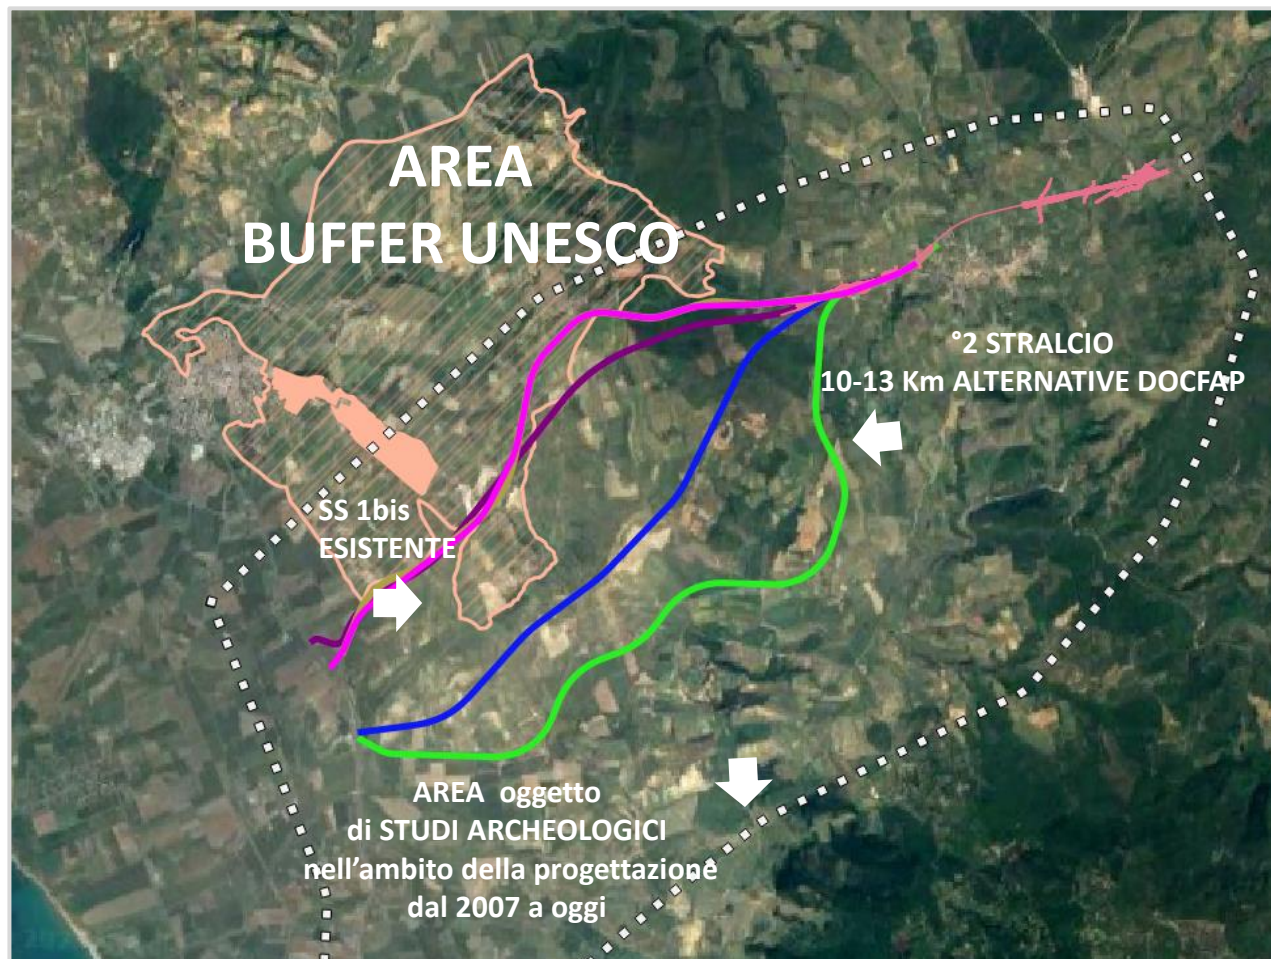 AREA
BUFFER UNESCO
°2 STRALCIO
10-13 Km ALTERNATIVE DOCFAP
SS 1bis
ESISTENTE
AREA oggetto
di STUDI ARCHEOLOGICI
nell'ambito della progettazione
dal 2007 a oggi